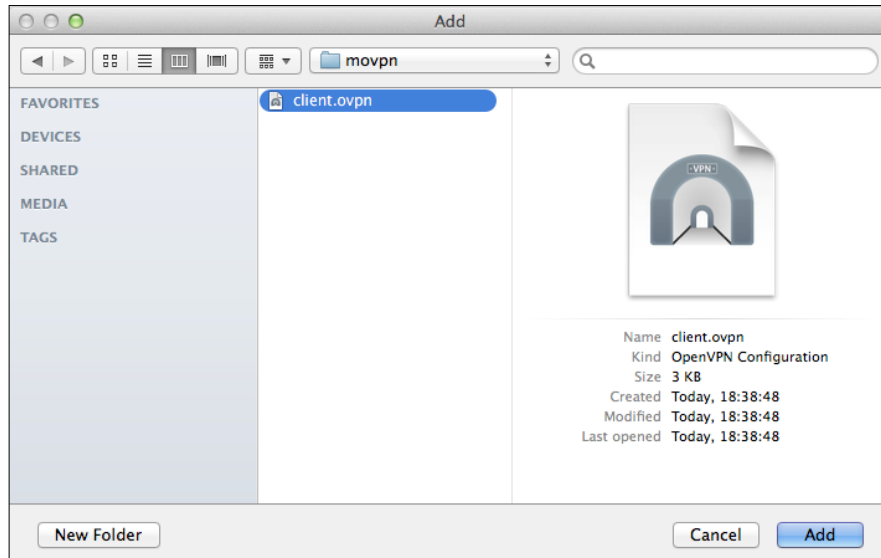 Add
movpn
FAVORITES
DEVICES
SHARED
MEDIA
TAGS
client.ovpn
VPN
Name client.ovpn
Kind OpenVPN Configuration
Size 3 KB
Created Today, 18:38:48
Modified Today, 18:38:48
Last opened Today, 18:38:48
New Folder
Cancel
Add